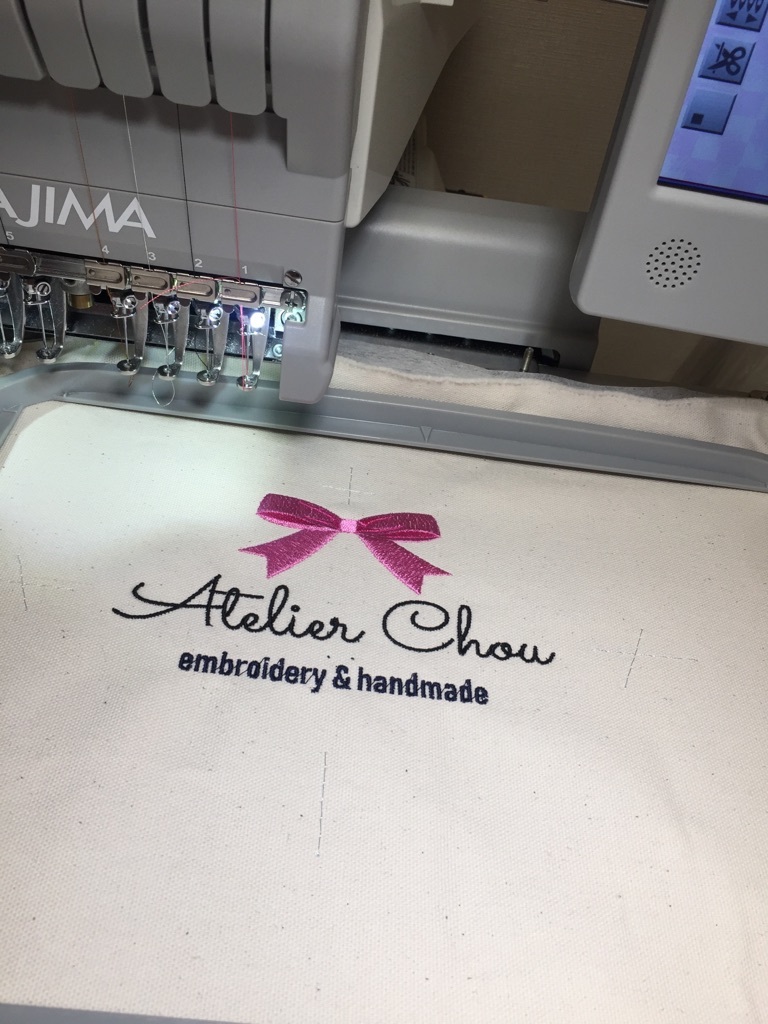 AJIMA
5 4 3 2 1
Atelier Chou
embroidery & handmade